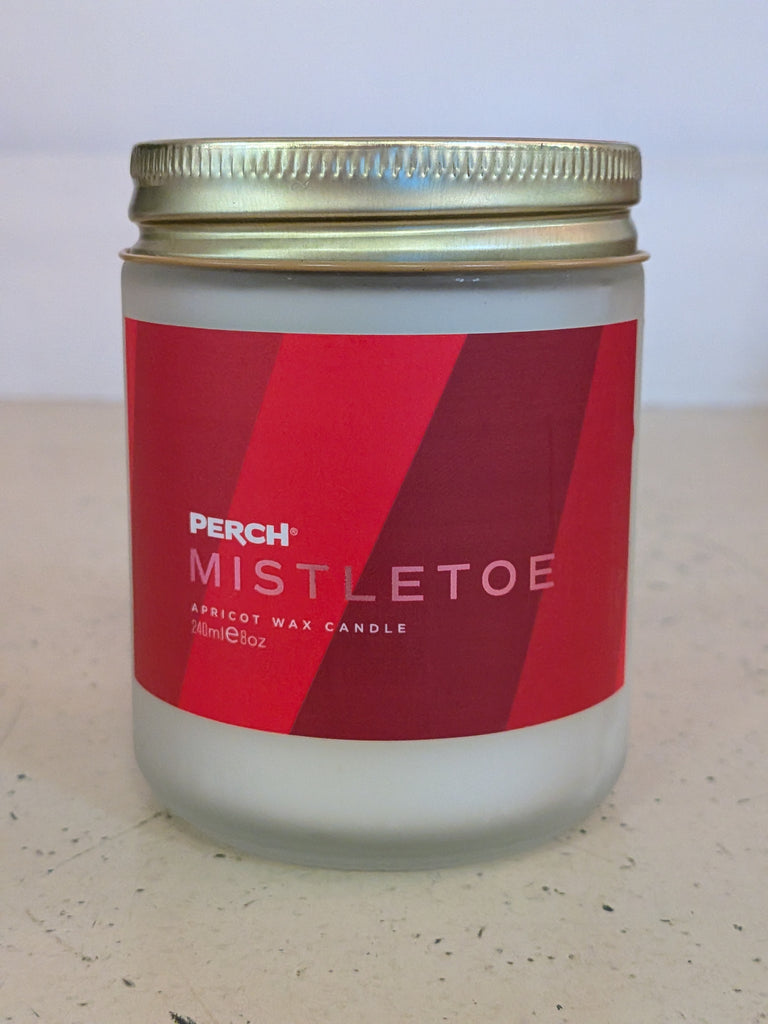 PERCH®
MISTLETOE
APRICOT WAX CANDLE
240ml℮8oz